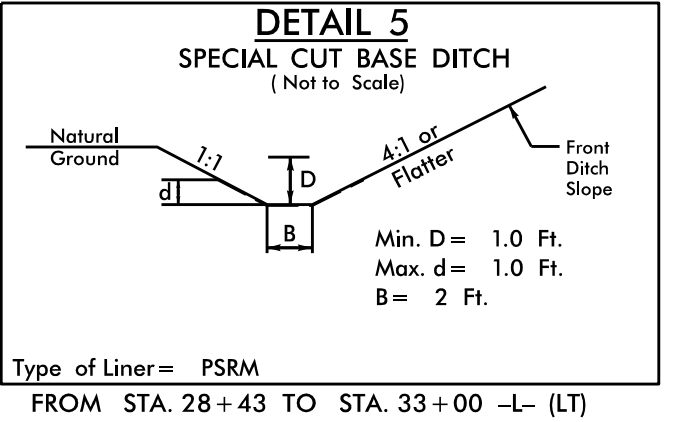 DETAIL 5
SPECIAL CUT BASE DITCH
( Not to Scale)
Natural
Ground
1:1
D
d
B
4:1 or
Flatter
Front
Ditch
Slope
Min. D = 1.0 Ft.
Max. d = 1.0 Ft.
B = 2 Ft.
Type of Liner = PSRM
FROM STA. 28+43 TO STA. 33+00 -L- (LT)